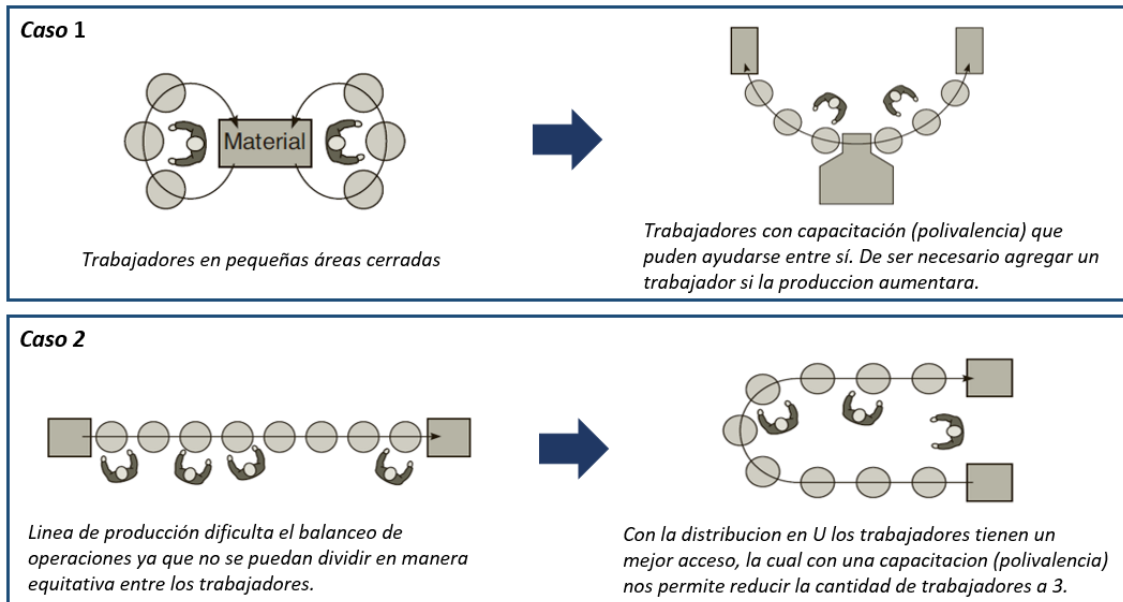 Caso 1
Material
Trabajadores en pequeñas áreas cerradas
Trabajadores con capacitación (polivalencia) que
puden ayudarse entre sí. De ser necesario agregar un
trabajador si la produccion aumentara.
Caso 2
Linea de producción dificulta el balanceo de
operaciones ya que no se puedan dividir en manera
equitativa entre los trabajadores.
Con la distribucion en U los trabajadores tienen un
mejor acceso, la cual con una capacitacion (polivalencia)
nos permite reducir la cantidad de trabajadores a 3.